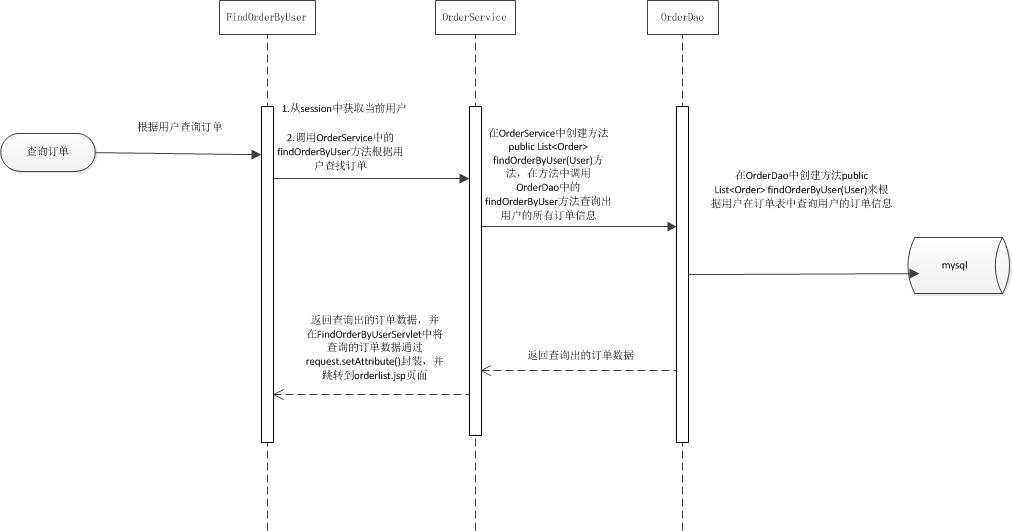 FindOrderByUser
OrderService
OrderDao
查询订单
根据用户查询订单
1.从session中获取当前用户
2.调用OrderService中的
findOrderByUser方法根据用
户查找订单
在OrderService中创建方法
public List<Order>
findOrderByUser(User)方
法，在方法中调用
OrderDao中的
findOrderByUser方法查询出
用户的所有订单信息
在OrderDao中创建方法public
List<Order> findOrderByUser(User)来根
据用户在订单表中查询用户的订单信息
mysql
返回查询出的订单数据，并
在FindOrderByUserServlet中将
查询的订单数据通过
request.setAttribute()封装，并
跳转到orderlist.jsp页面
返回查询出的订单数据